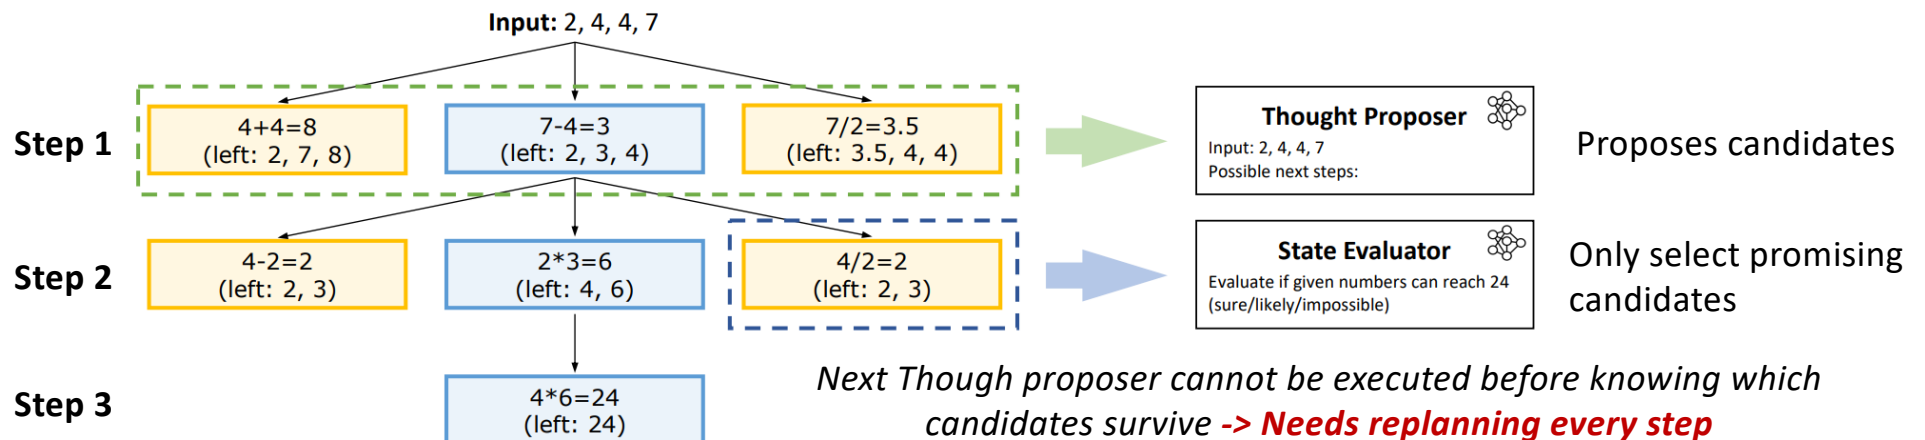 Input: 2, 4, 4, 7
Step 1
4+4=8
(left: 2, 7, 8)
7-4=3
(left: 2, 3, 4)
7/2=3.5
(left: 3.5, 4, 4)
Thought Proposer
Input: 2, 4, 4, 7
Possible next steps:
Proposes candidates
Step 2
4-2=2
(left: 2, 3)
2*3=6
(left: 4, 6)
4/2=2
(left: 2, 3)
State Evaluator
Evaluate if given numbers can reach 24
(sure/likely/impossible)
Only select promising
candidates
Step 3
4*6=24
(left: 24)
Next Though proposer cannot be executed before knowing which
candidates survive -> Needs replanning every step